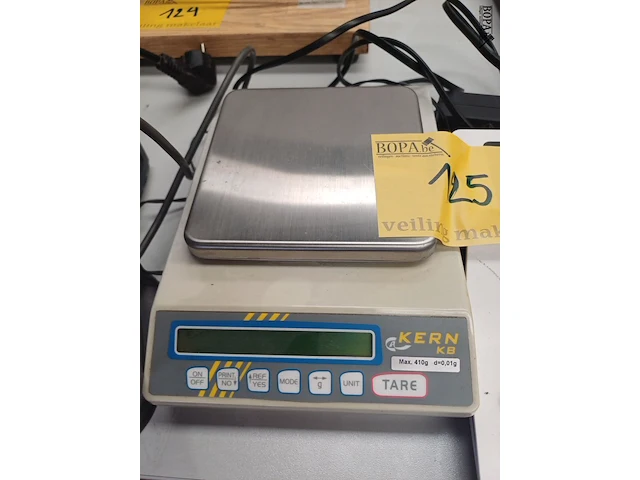 124
veiling makelaar
BOPA
BOPA.be
125
veiling mak
KERN
KB
Max. 410g d=0,01g
ON
OFF
PRINT
NO
REF
YES
MODE
g
UNIT
TARE